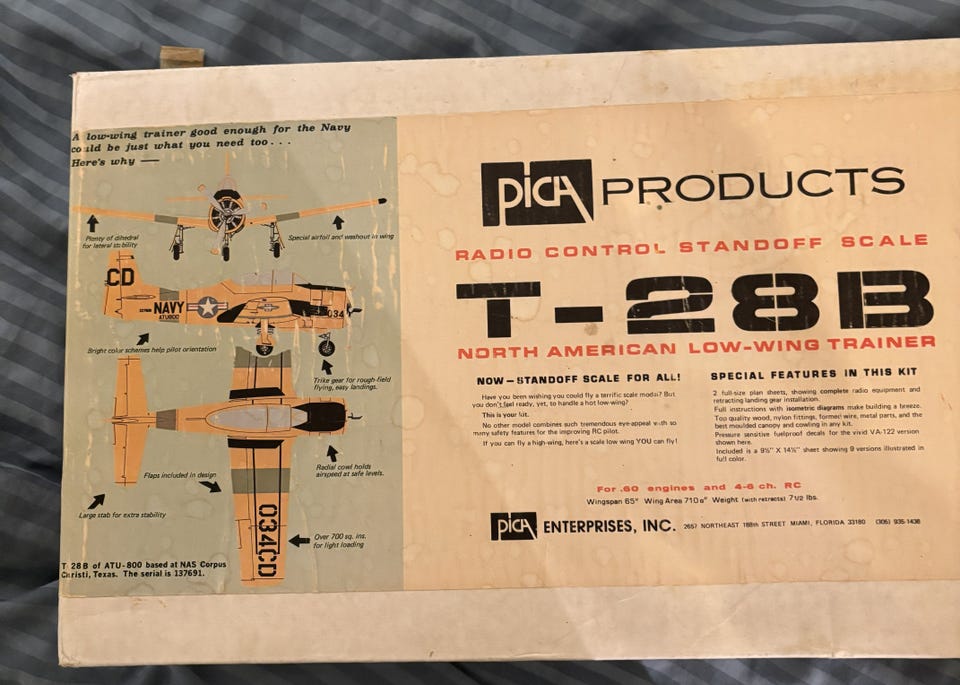 A low-wing trainer good enough for the Navy
could be just what you need too . . .
Here's why —
Plenty of dihedral
for lateral stability
Special airfoil and washout in wing
CD
NAVY
ATU800
034
Bright color schemes help pilot orientation
Trike gear for rough-field
flying, easy landings.
Radial cowl holds
airspeed at safe levels.
Flaps included in design
Large stab for extra stability
034CD
Over 700 sq. ins.
for light loading
T-28B of ATU-800 based at NAS Corpus
Christi, Texas. The serial is 137691.
PICA PRODUCTS
RADIO CONTROL STANDOFF SCALE
T-28B
NORTH AMERICAN LOW-WING TRAINER
NOW—STANDOFF SCALE FOR ALL!
Have you been wishing you could fly a terrific scale model? But
you don't feel ready, yet, to handle a hot low-wing?
This is your kit.
No other model combines such tremendous eye-appeal with so
many safety features for the improving RC pilot.
If you can fly a high-wing, here's a scale low wing YOU can fly!
SPECIAL FEATURES IN THIS KIT
2 full-size plan sheets, showing complete radio equipment and
retracting landing gear installation.
Full instructions with isometric diagrams make building a breeze.
Top quality wood, nylon fittings, formed wire, metal parts, and the
best moulded canopy and cowling in any kit.
Pressure sensitive fuelproof decals for the vivid VA-122 version
shown here.
Included is a 9½" X 14½" sheet showing 9 versions illustrated in
full color.
For .60 engines and 4-6 ch. RC
Wingspan 65" Wing Area 710 □" Weight (with retracts) 7 1/2 lbs.
PICA ENTERPRISES, INC. 2657 NORTHEAST 188th STREET MIAMI, FLORIDA 33180 (305) 935-1436